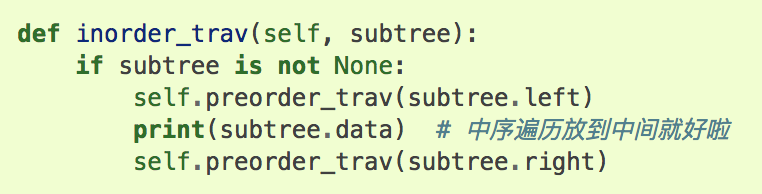 def inorder_trav(self, subtree):
    if subtree is not None:
        self.preorder_trav(subtree.left)
        print(subtree.data)  # 中序遍历放到中间就好啦
        self.preorder_trav(subtree.right)